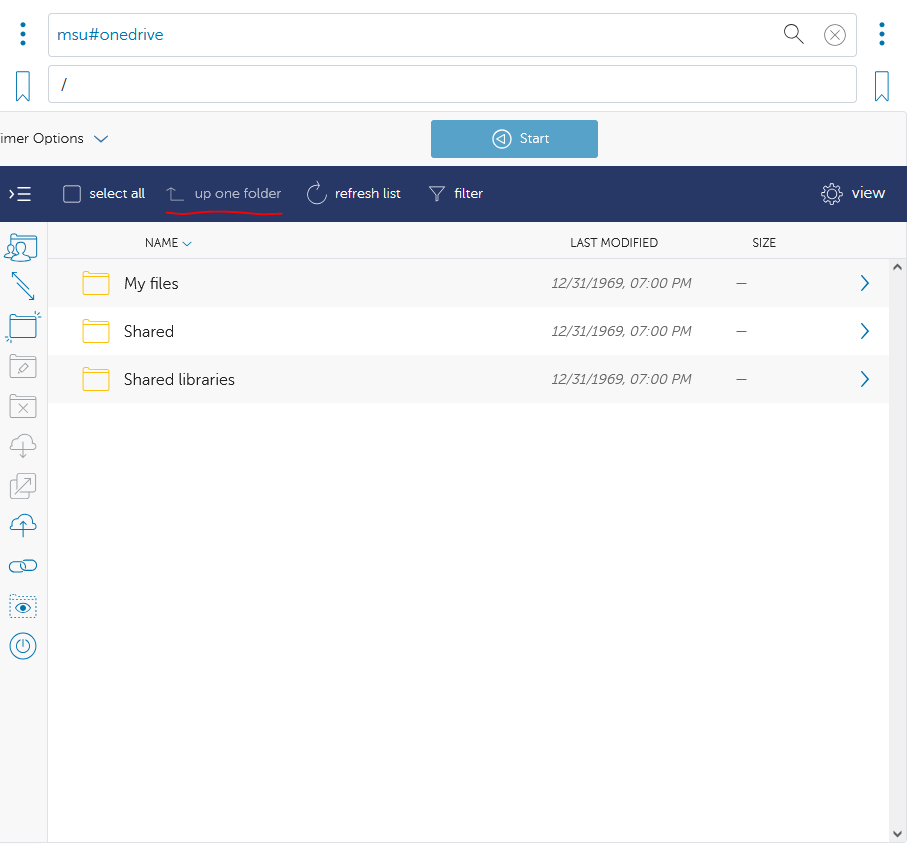 msu#onedrive
/
imer Options
Start
select all up one folder refresh list filter view
NAME LAST MODIFIED SIZE
My files 12/31/1969, 07:00 PM —
Shared 12/31/1969, 07:00 PM —
Shared libraries 12/31/1969, 07:00 PM —